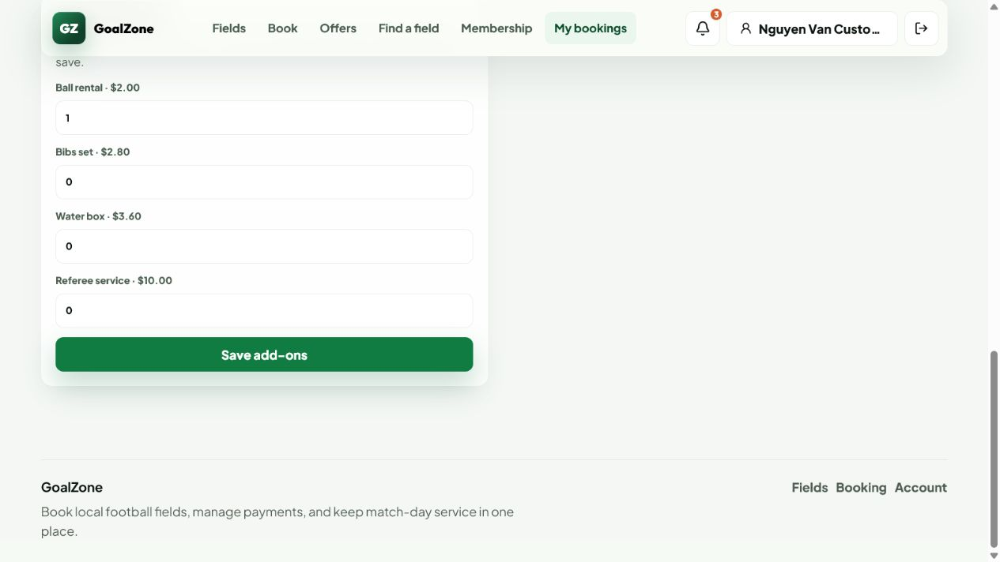 GZ GoalZone Fields Book Offers Find a field Membership My bookings 3 Nguyen Van Custo...
save.
Ball rental · $2.00
1
Bibs set · $2.80
0
Water box · $3.60
0
Referee service · $10.00
0
Save add-ons
GoalZone Fields Booking Account
Book local football fields, manage payments, and keep match-day service in one
place.